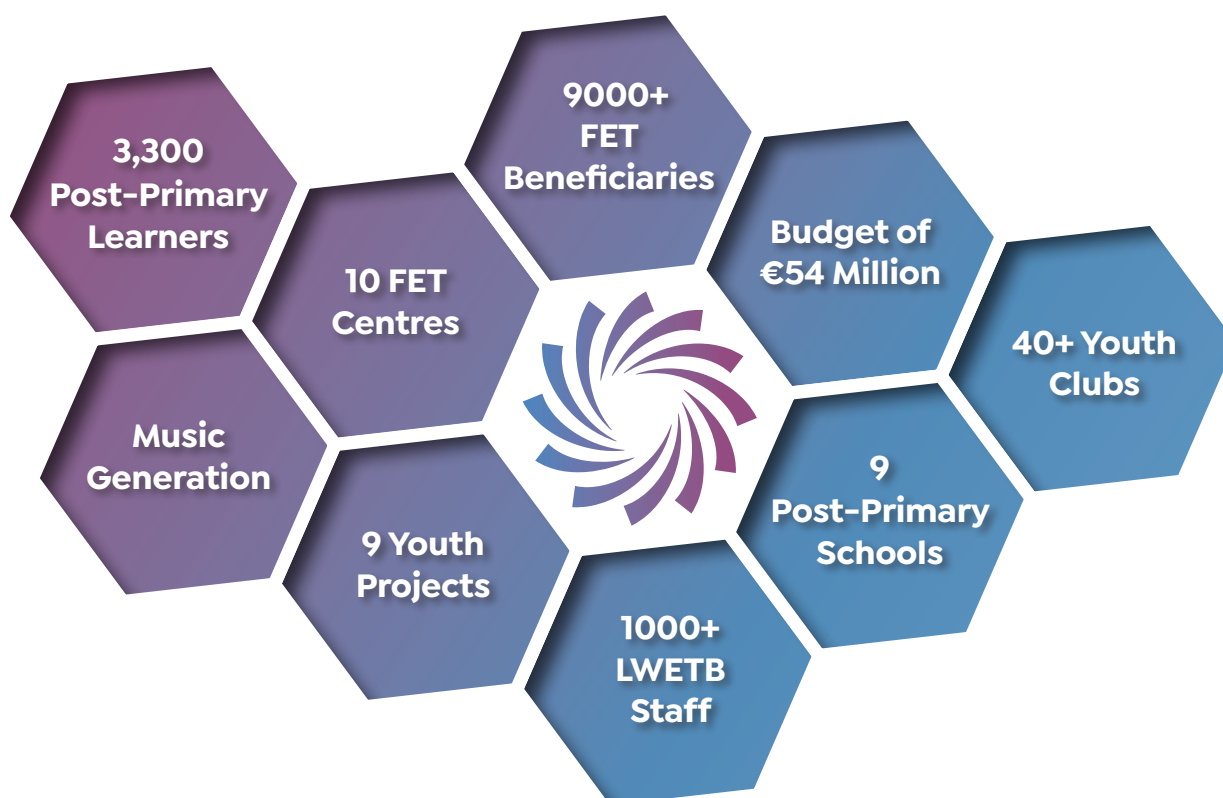 9000+
FET
Beneficiaries
3,300
Post-Primary
Learners
Budget of
€54 Million
10 FET
Centres
40+ Youth
Clubs
Music
Generation
9
Post-Primary
Schools
9 Youth
Projects
1000+
LWETB
Staff